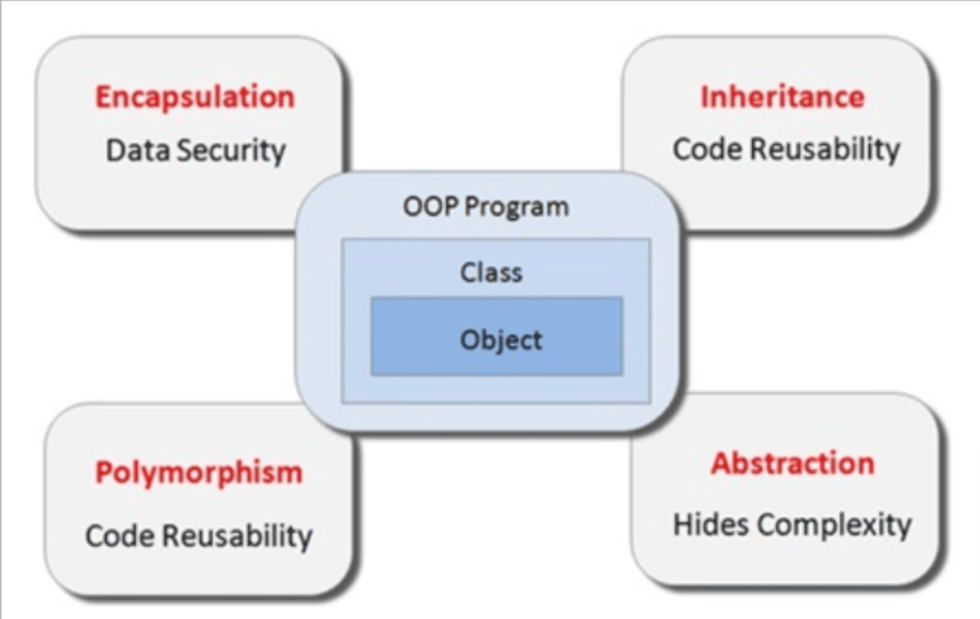 Encapsulation
Data Security
Inheritance
Code Reusability
OOP Program
Class
Object
Polymorphism
Code Reusability
Abstraction
Hides Complexity